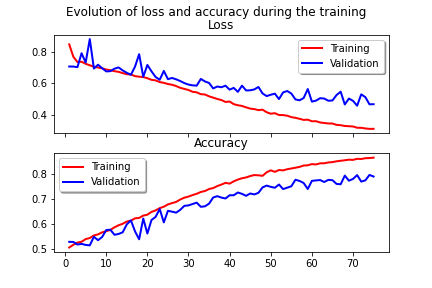 Evolution of loss and accuracy during the training
Loss
Training
Validation
0.8
0.6
0.4
Accuracy
Training
Validation
0.8
0.7
0.6
0.5
0 10 20 30 40 50 60 70